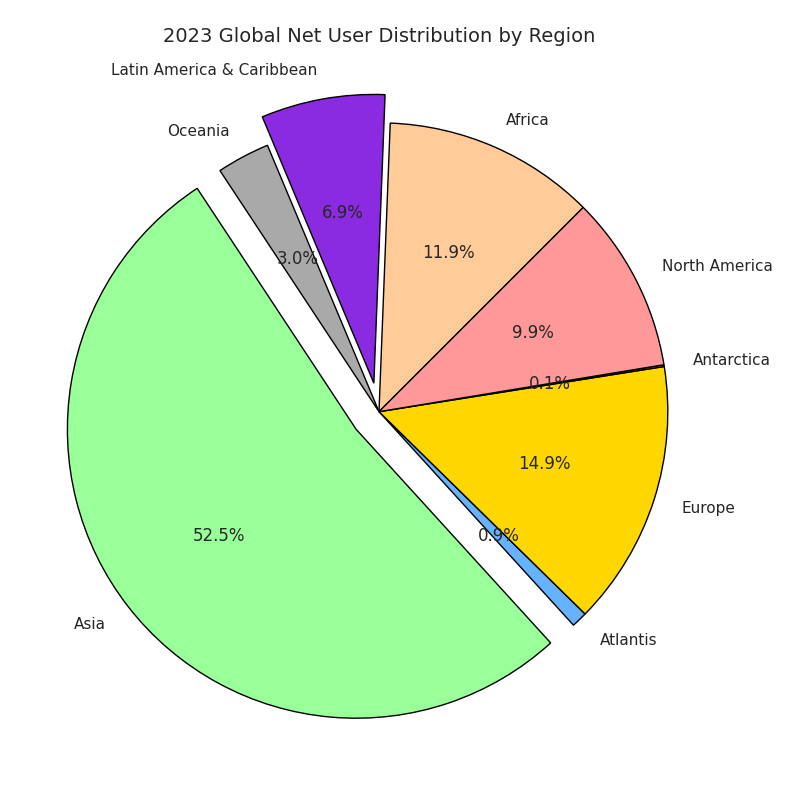 2023 Global Net User Distribution by Region
Latin America & Caribbean
Africa
Oceania
6.9%
11.9%
3.0%
North America
9.9%
Antarctica
0.1%
14.9%
Europe
52.5%
0.9%
Asia
Atlantis